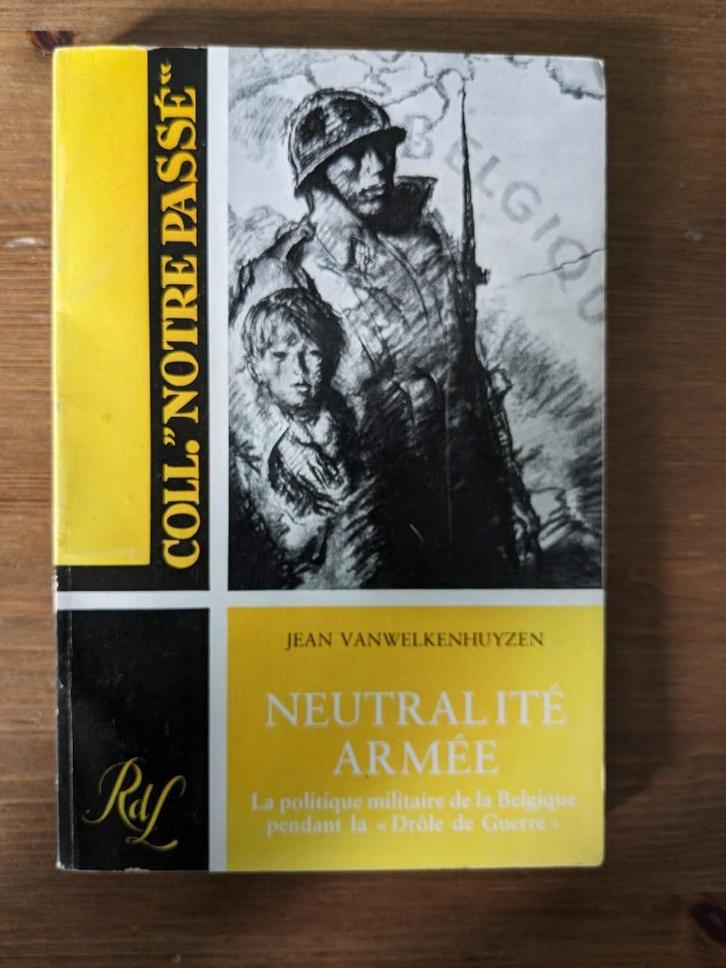 COLL. "NOTRE PASSÉ"
BELGIQU
JEAN VANWELKENHUYZEN
NEUTRALITÉ
ARMÉE
La politique militaire de la Belgique
pendant la « Drôle de Guerre »
RdL